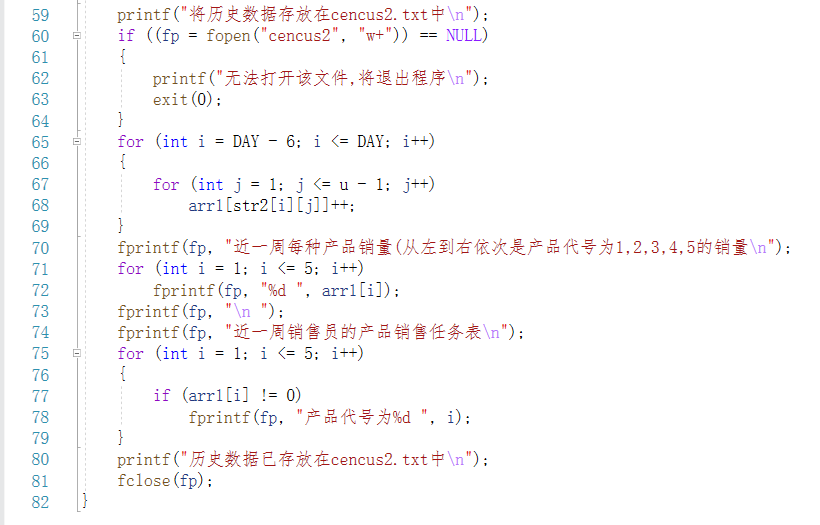 59 printf("将历史数据存放在cencus2.txt中\n");
60 if ((fp = fopen("cencus2", "w+")) == NULL)
61 {
62 printf("无法打开该文件,将退出程序\n");
63 exit(0);
64 }
65 for (int i = DAY - 6; i <= DAY; i++)
66 {
67 for (int j = 1; j <= u - 1; j++)
68 arr1[str2[i][j]]++;
69 }
70 fprintf(fp, "近一周每种产品销量(从左到右依次是产品代号为1,2,3,4,5的销量\n");
71 for (int i = 1; i <= 5; i++)
72 fprintf(fp, "%d ", arr1[i]);
73 fprintf(fp, "\n ");
74 fprintf(fp, "近一周销售员的产品销售任务表\n");
75 for (int i = 1; i <= 5; i++)
76 {
77 if (arr1[i] != 0)
78 fprintf(fp, "产品代号为%d ", i);
79 }
80 printf("历史数据已存放在cencus2.txt中\n");
81 fclose(fp);
82 }